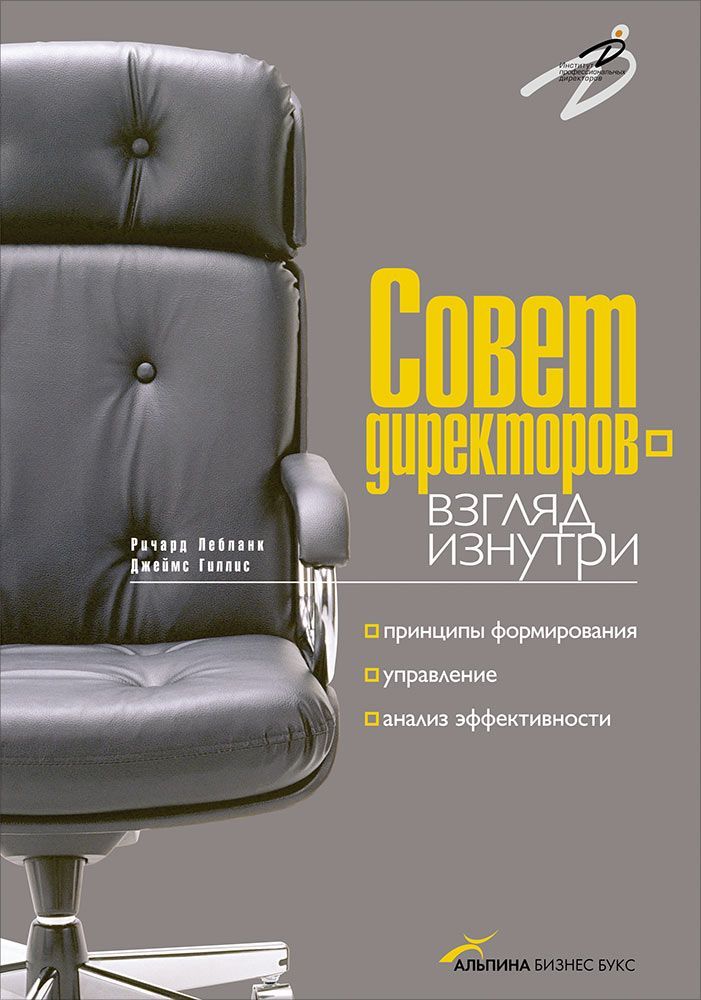 Институт
профессиональных
директоров
Совет
директоров-
взгляд
изнутри
Ричард Лебланк
Джеймс Гиллис
принципы формирования
управление
анализ эффективности
АЛЬПИНА БИЗНЕС БУКС